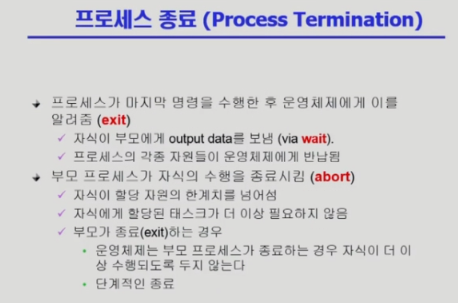 프로세스 종료 (Process Termination)
프로세스가 마지막 명령을 수행한 후 운영체제에게 이를
알려줌 (exit)
자식이 부모에게 output data를 보냄 (via wait).
프로세스의 각종 자원들이 운영체제에게 반납됨
부모 프로세스가 자식의 수행을 종료시킴 (abort)
자식이 할당 자원의 한계치를 넘어섬
자식에게 할당된 태스크가 더 이상 필요하지 않음
부모가 종료(exit)하는 경우
운영체제는 부모 프로세스가 종료하는 경우 자식이 더 이
상 수행되도록 두지 않는다
단계적인 종료